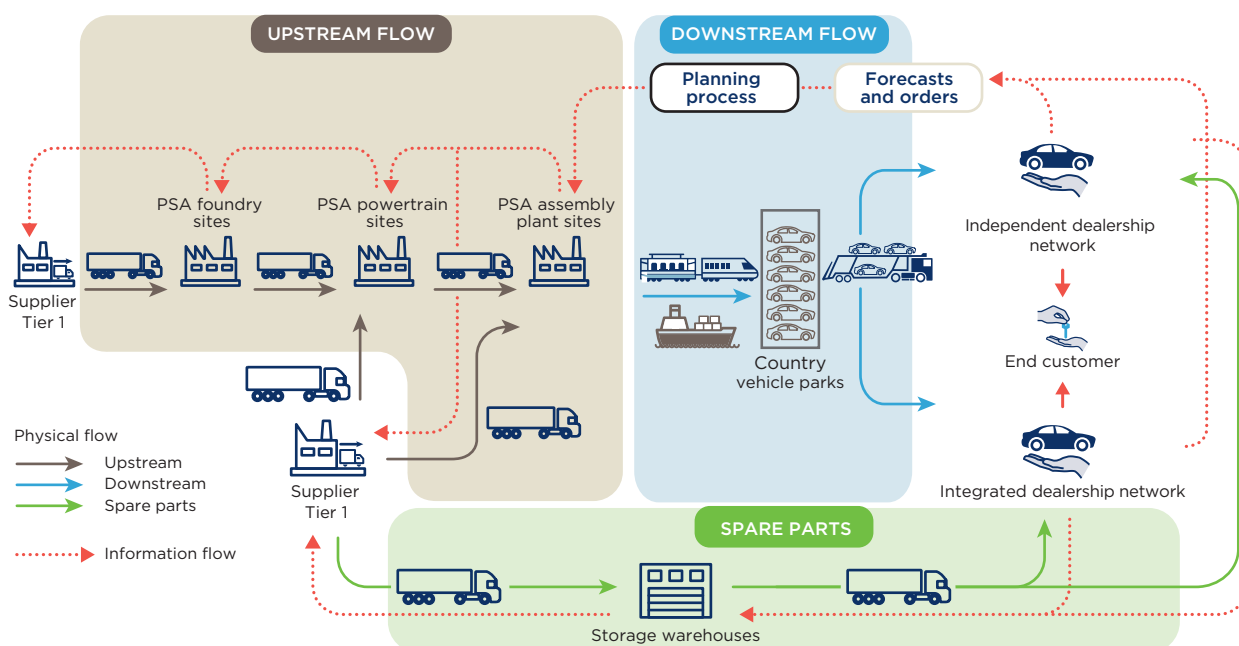 UPSTREAM FLOW
DOWNSTREAM FLOW
Planning
process
Forecasts
and orders
PSA foundry
sites
PSA powertrain
sites
PSA assembly
plant sites
Supplier
Tier 1
Independent dealership
network
Country
vehicle parks
End customer
Physical flow
Upstream
Downstream
Spare parts
Information flow
Supplier
Tier 1
Integrated dealership network
SPARE PARTS
Storage warehouses